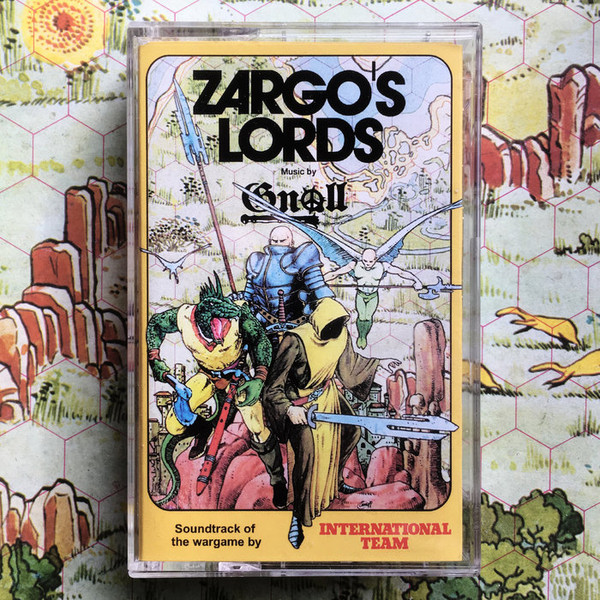 ZARGO'S
LORDS
Music by
Gnoll
Soundtrack of
the wargame by
INTERNATIONAL
TEAM